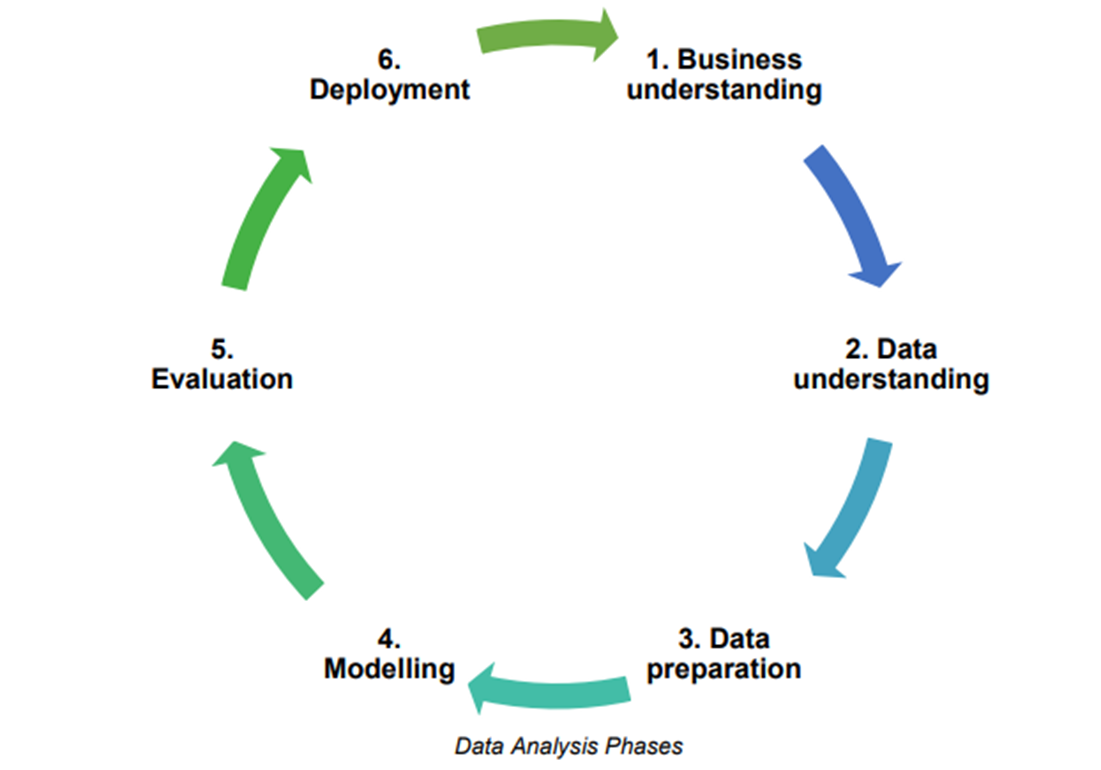 1. Business
understanding
2. Data
understanding
3. Data
preparation
4.
Modelling
5.
Evaluation
6.
Deployment
Data Analysis Phases